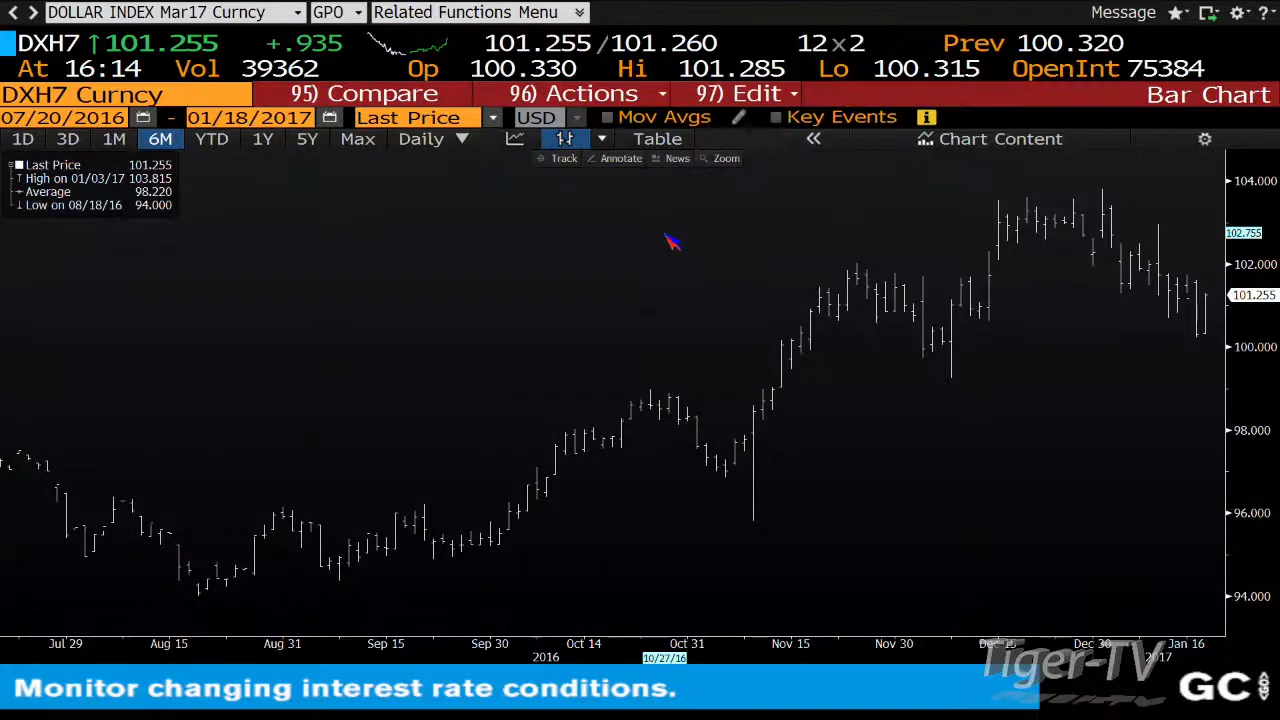 DOLLAR INDEX Mar17 Curncy GPO Related Functions Menu Message ?
DXH7 ↑101.255 +.935 101.255/101.260 12x2 Prev 100.320
At 16:14 Vol 39362 Op 100.330 Hi 101.285 Lo 100.315 OpenInt 75384
DXH7 Curncy 95) Compare 96) Actions 97) Edit Bar Chart
07/20/2016 - 01/18/2017 Last Price USD Mov Avgs Key Events i
1D 3D 1M 6M YTD 1Y 5Y Max Daily ▼ Table « Chart Content
Track Annotate News Zoom
Last Price 101.255
High on 01/03/17 103.815
Average 98.220
Low on 08/18/16 94.000
104.000
102.755
102.000
101.255
100.000
98.000
96.000
94.000
Jul 29 Aug 15 Aug 31 Sep 15 Sep 30 Oct 14 Oct 31 Nov 15 Nov 30 Dec 15 Dec 30 Jan 16
2016 10/27/16 2017
Tiger-TV
Monitor changing interest rate conditions. GC